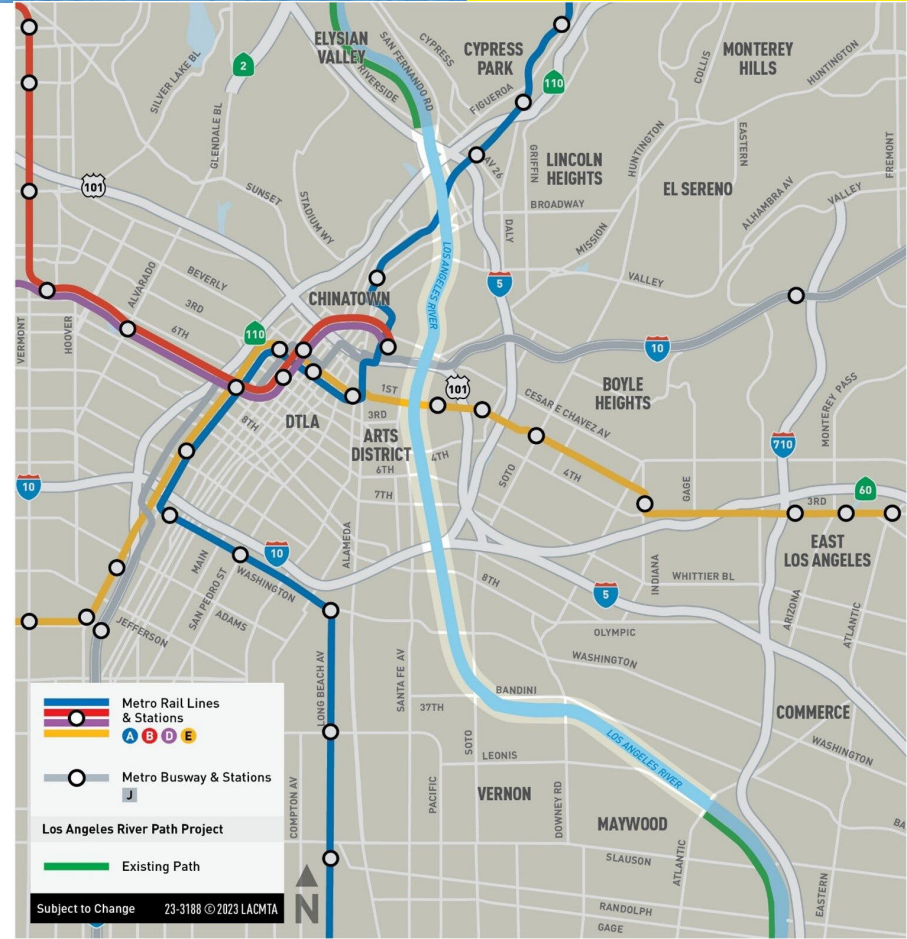 ELYSIAN
VALLEY
SAN FERNANDO RD
CYPRESS
CYPRESS
PARK
MONTEREY
HILLS
COLLIS
HUNTINGTON
SILVER LAKE BL
2
GLENDALE BL
RIVERSIDE
FIGUEROA
110
101
SUNSET
STADIUM WY
AV 26
GRIFFIN
LINCOLN
HEIGHTS
HUNTINGTON
EASTERN
FREMONT
EL SERENO
BROADWAY
ALHAMBRA AV
VALLEY
DALY
MISSION
VALLEY
LOS ANGELES RIVER
5
ALVARADO
BEVERLY
3RD
6TH
CHINATOWN
VERMONT
HOOVER
110
10
101
BOYLE
HEIGHTS
CESAR E CHAVEZ AV
MONTEREY PASS
1ST
3RD
DTLA
8TH
ARTS
DISTRICT
4TH
6TH
7TH
SOTO
4TH
710
GAGE
10
60
3RD
EAST
LOS ANGELES
ALAMEDA
10
MAIN
SAN PEDRO ST
WASHINGTON
ADAMS
JEFFERSON
8TH
INDIANA
WHITTIER BL
5
OLYMPIC
ARIZONA
ATLANTIC
WASHINGTON
LONG BEACH AV
SANTA FE AV
BANDINI
37TH
COMMERCE
WASHINGTON
SOTO
LEONIS
LOS ANGELES RIVER
COMPTON AV
PACIFIC
VERNON
DOWNEY RD
MAYWOOD
BA
SLAUSON
ATLANTIC
EASTERN
RANDOLPH
GAGE
Metro Rail Lines
& Stations
A B D E
Metro Busway & Stations
J
Los Angeles River Path Project
Existing Path
Subject to Change 23-3188 © 2023 LACMTA
N